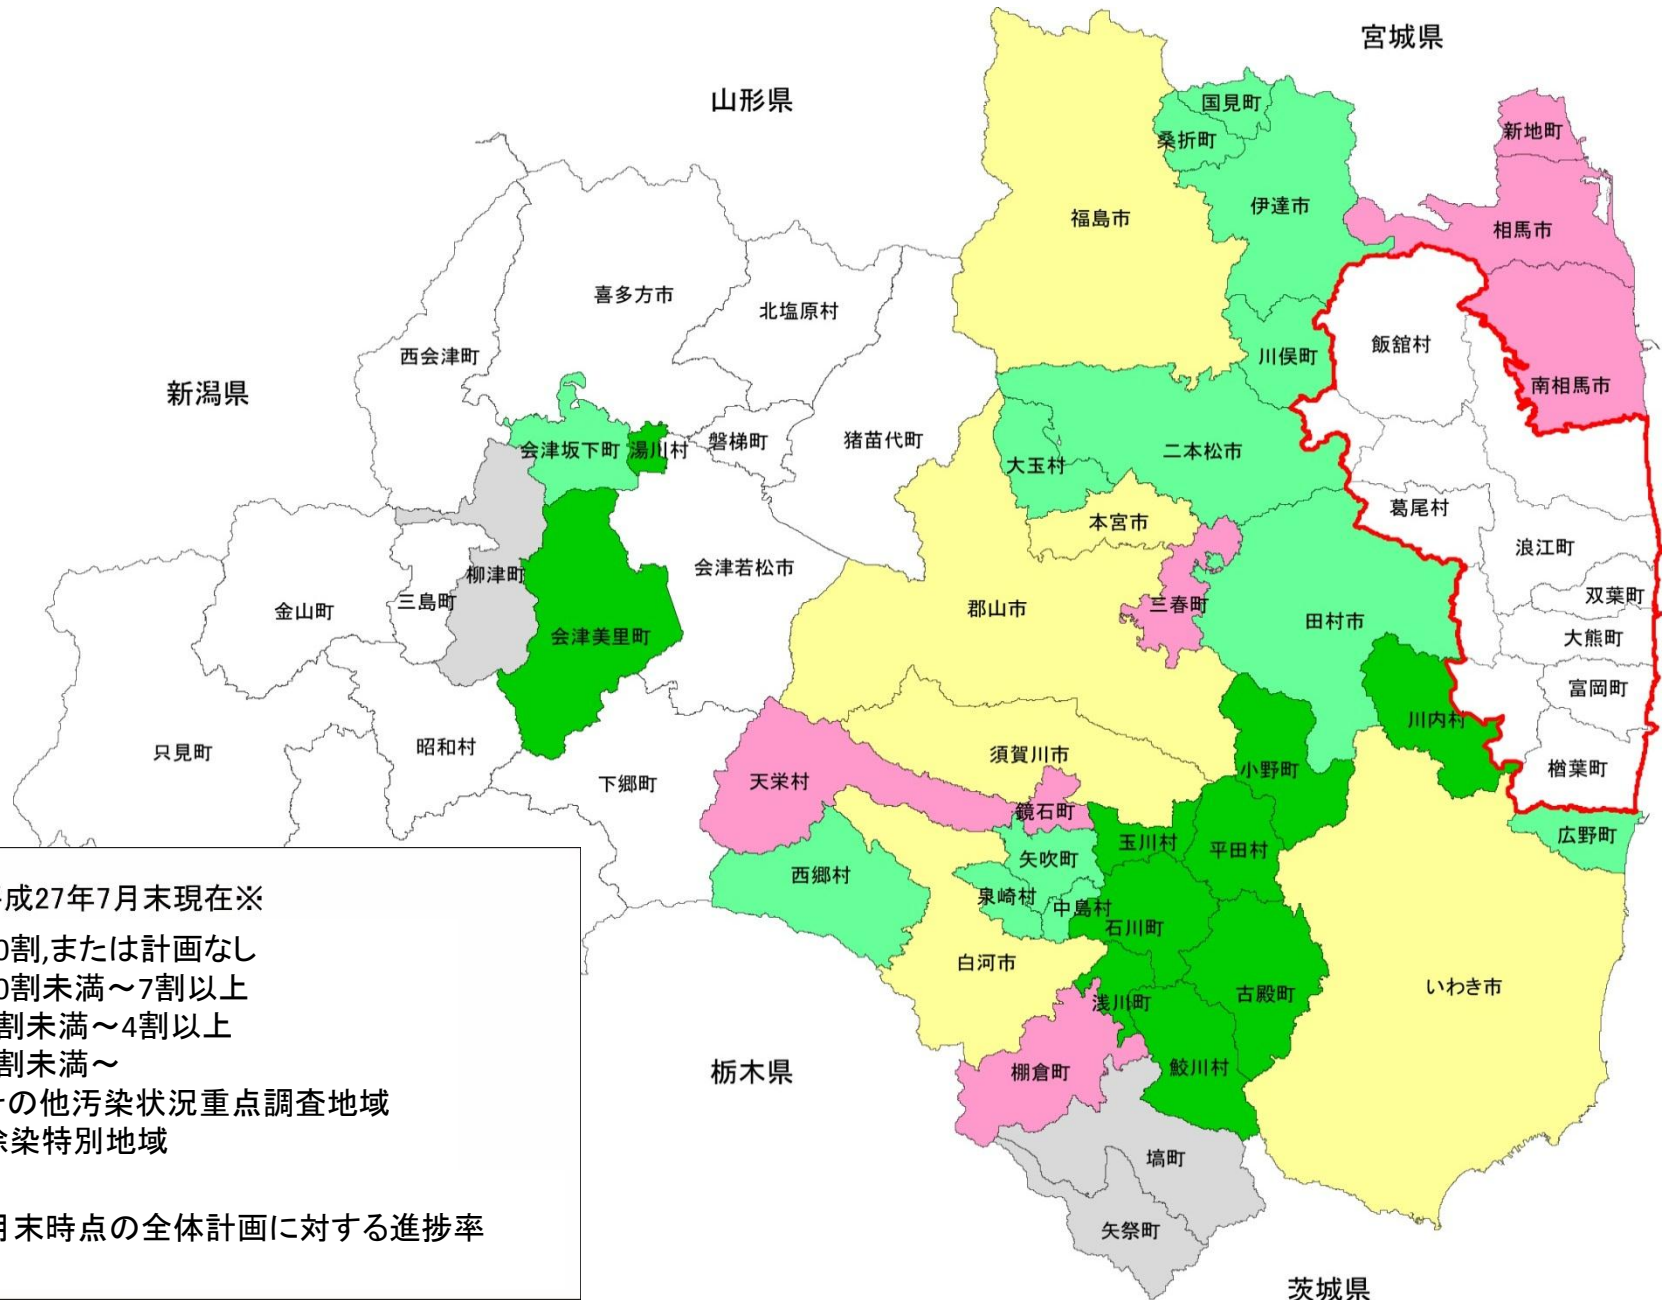 宮城県
山形県
国見町
新地町
桑折町
伊達市
福島市
相馬市
喜多方市
北塩原村
飯舘村
西会津町
川俣町
新潟県
南相馬市
磐梯町
猪苗代町
会津坂下町
湯川村
二本松市
大玉村
葛尾村
本宮市
浪江町
会津若松市
柳津町
双葉町
三島町
金山町
郡山市
三春町
田村市
会津美里町
大熊町
富岡町
川内村
只見町
昭和村
須賀川市
小野町
楢葉町
天栄村
下郷町
鏡石町
広野町
玉川村
平田村
矢吹町
西郷村
泉崎村
中島村
石川町
白河市
いわき市
古殿町
浅川町
鮫川村
棚倉町
栃木県
塙町
矢祭町
茨城県
成27年7月末現在※
0割,または計画なし
0割未満～7割以上
割未満～4割以上
割未満～
の他汚染状況重点調査地域
染特別地域
月末時点の全体計画に対する進捗率